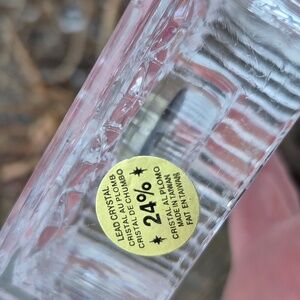 LEAD CRYSTAL
CRISTAL AU PLOMB
CRISTAL DE CHUMBO
24%
CRISTAL AL PLOMO
MADE IN TAIWAN
FAIT EN TAIWAN